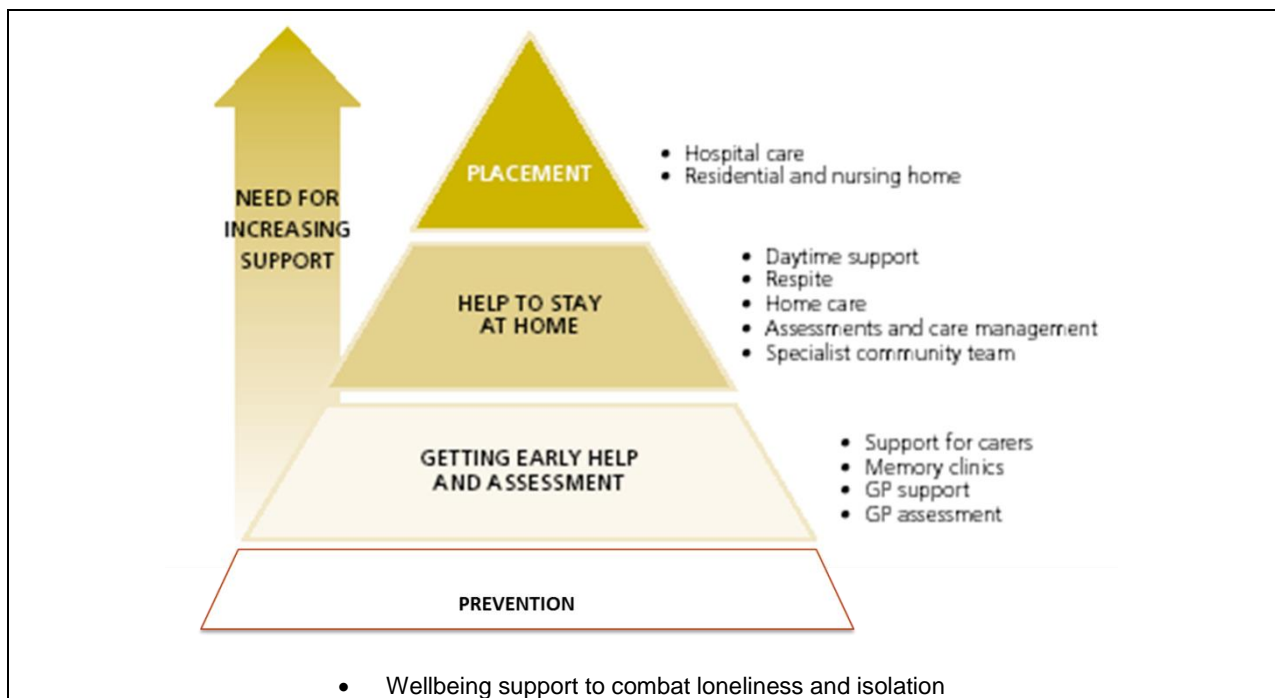 PLACEMENT
• Hospital care
• Residential and nursing home
NEED FOR
INCREASING
SUPPORT
HELP TO STAY
AT HOME
• Daytime support
• Respite
• Home care
• Assessments and care management
• Specialist community team
GETTING EARLY HELP
AND ASSESSMENT
• Support for carers
• Memory clinics
• GP support
• GP assessment
PREVENTION
• Wellbeing support to combat loneliness and isolation